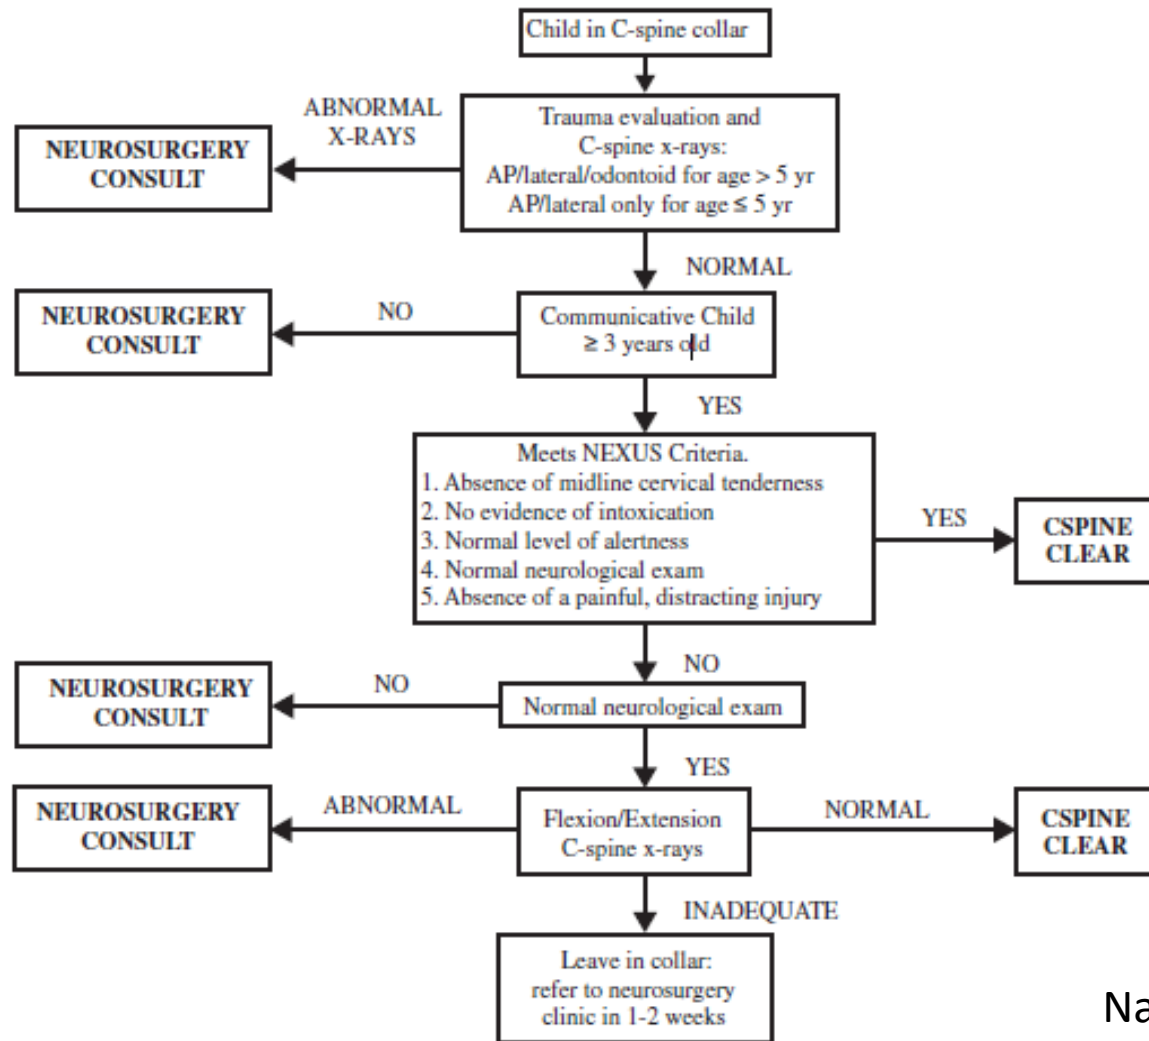 Child in C-spine collar
ABNORMAL
X-RAYS
NEUROSURGERY
CONSULT
Trauma evaluation and
C-spine x-rays:
AP/lateral/odontoid for age > 5 yr
AP/lateral only for age ≤ 5 yr
NORMAL
NEUROSURGERY
CONSULT
NO
Communicative Child
≥ 3 years old
YES
Meets NEXUS Criteria.
1. Absence of midline cervical tenderness
2. No evidence of intoxication
3. Normal level of alertness
4. Normal neurological exam
5. Absence of a painful, distracting injury
YES
CSPINE
CLEAR
NO
NEUROSURGERY
CONSULT
NO
Normal neurological exam
YES
NEUROSURGERY
CONSULT
ABNORMAL
Flexion/Extension
C-spine x-rays
NORMAL
CSPINE
CLEAR
INADEQUATE
Leave in collar:
refer to neurosurgery
clinic in 1-2 weeks
Na